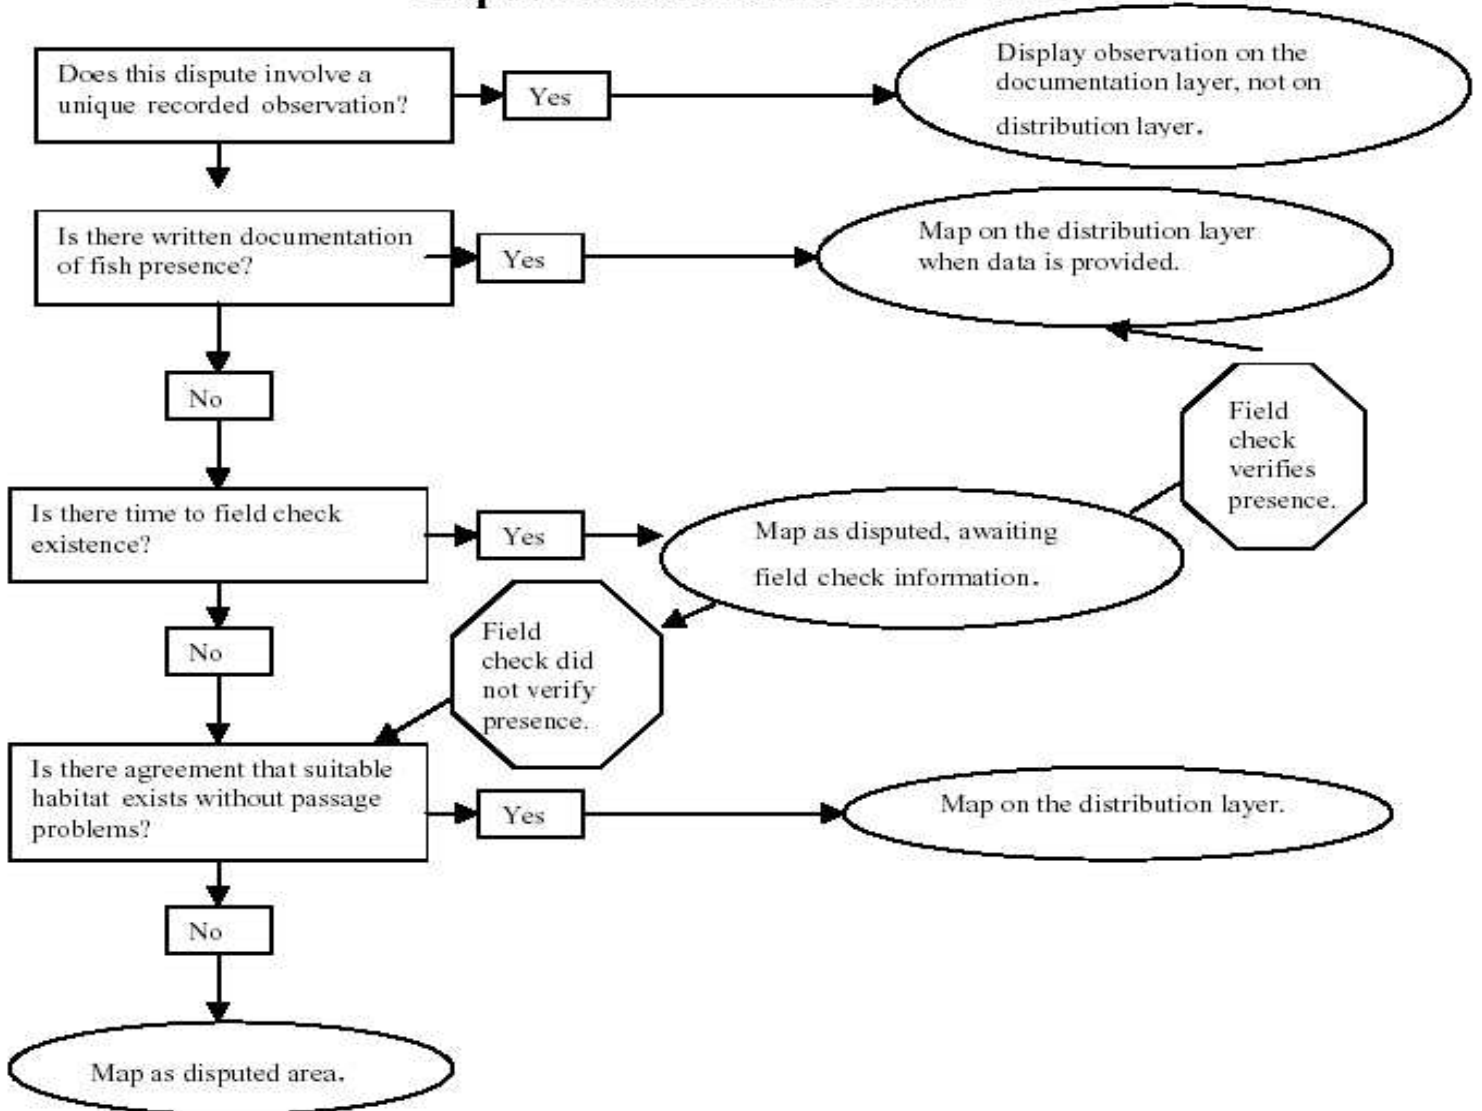 Does this dispute involve a
unique recorded observation?
Yes
Display observation on the
documentation layer, not on
distribution layer.
Is there written documentation
of fish presence?
Yes
Map on the distribution layer
when data is provided.
No
Field
check
verifies
presence.
Is there time to field check
existence?
Yes
Map as disputed, awaiting
field check information.
No
Field
check did
not verify
presence.
Is there agreement that suitable
habitat exists without passage
problems?
Yes
Map on the distribution layer.
No
Map as disputed area.